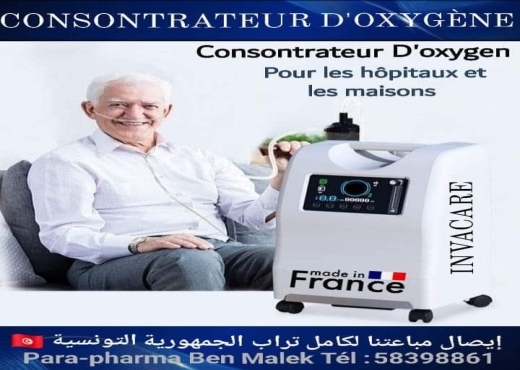 CONSONTRATEUR D'OXYGÈNE
Consontrateur D'oxygen
Pour les hôpitaux et
les maisons
INVACARE
made in
France
إيصال مباعتنا لكامل تراب الجمهورية التونسية
Para-pharma Ben Malek Tél :58398861